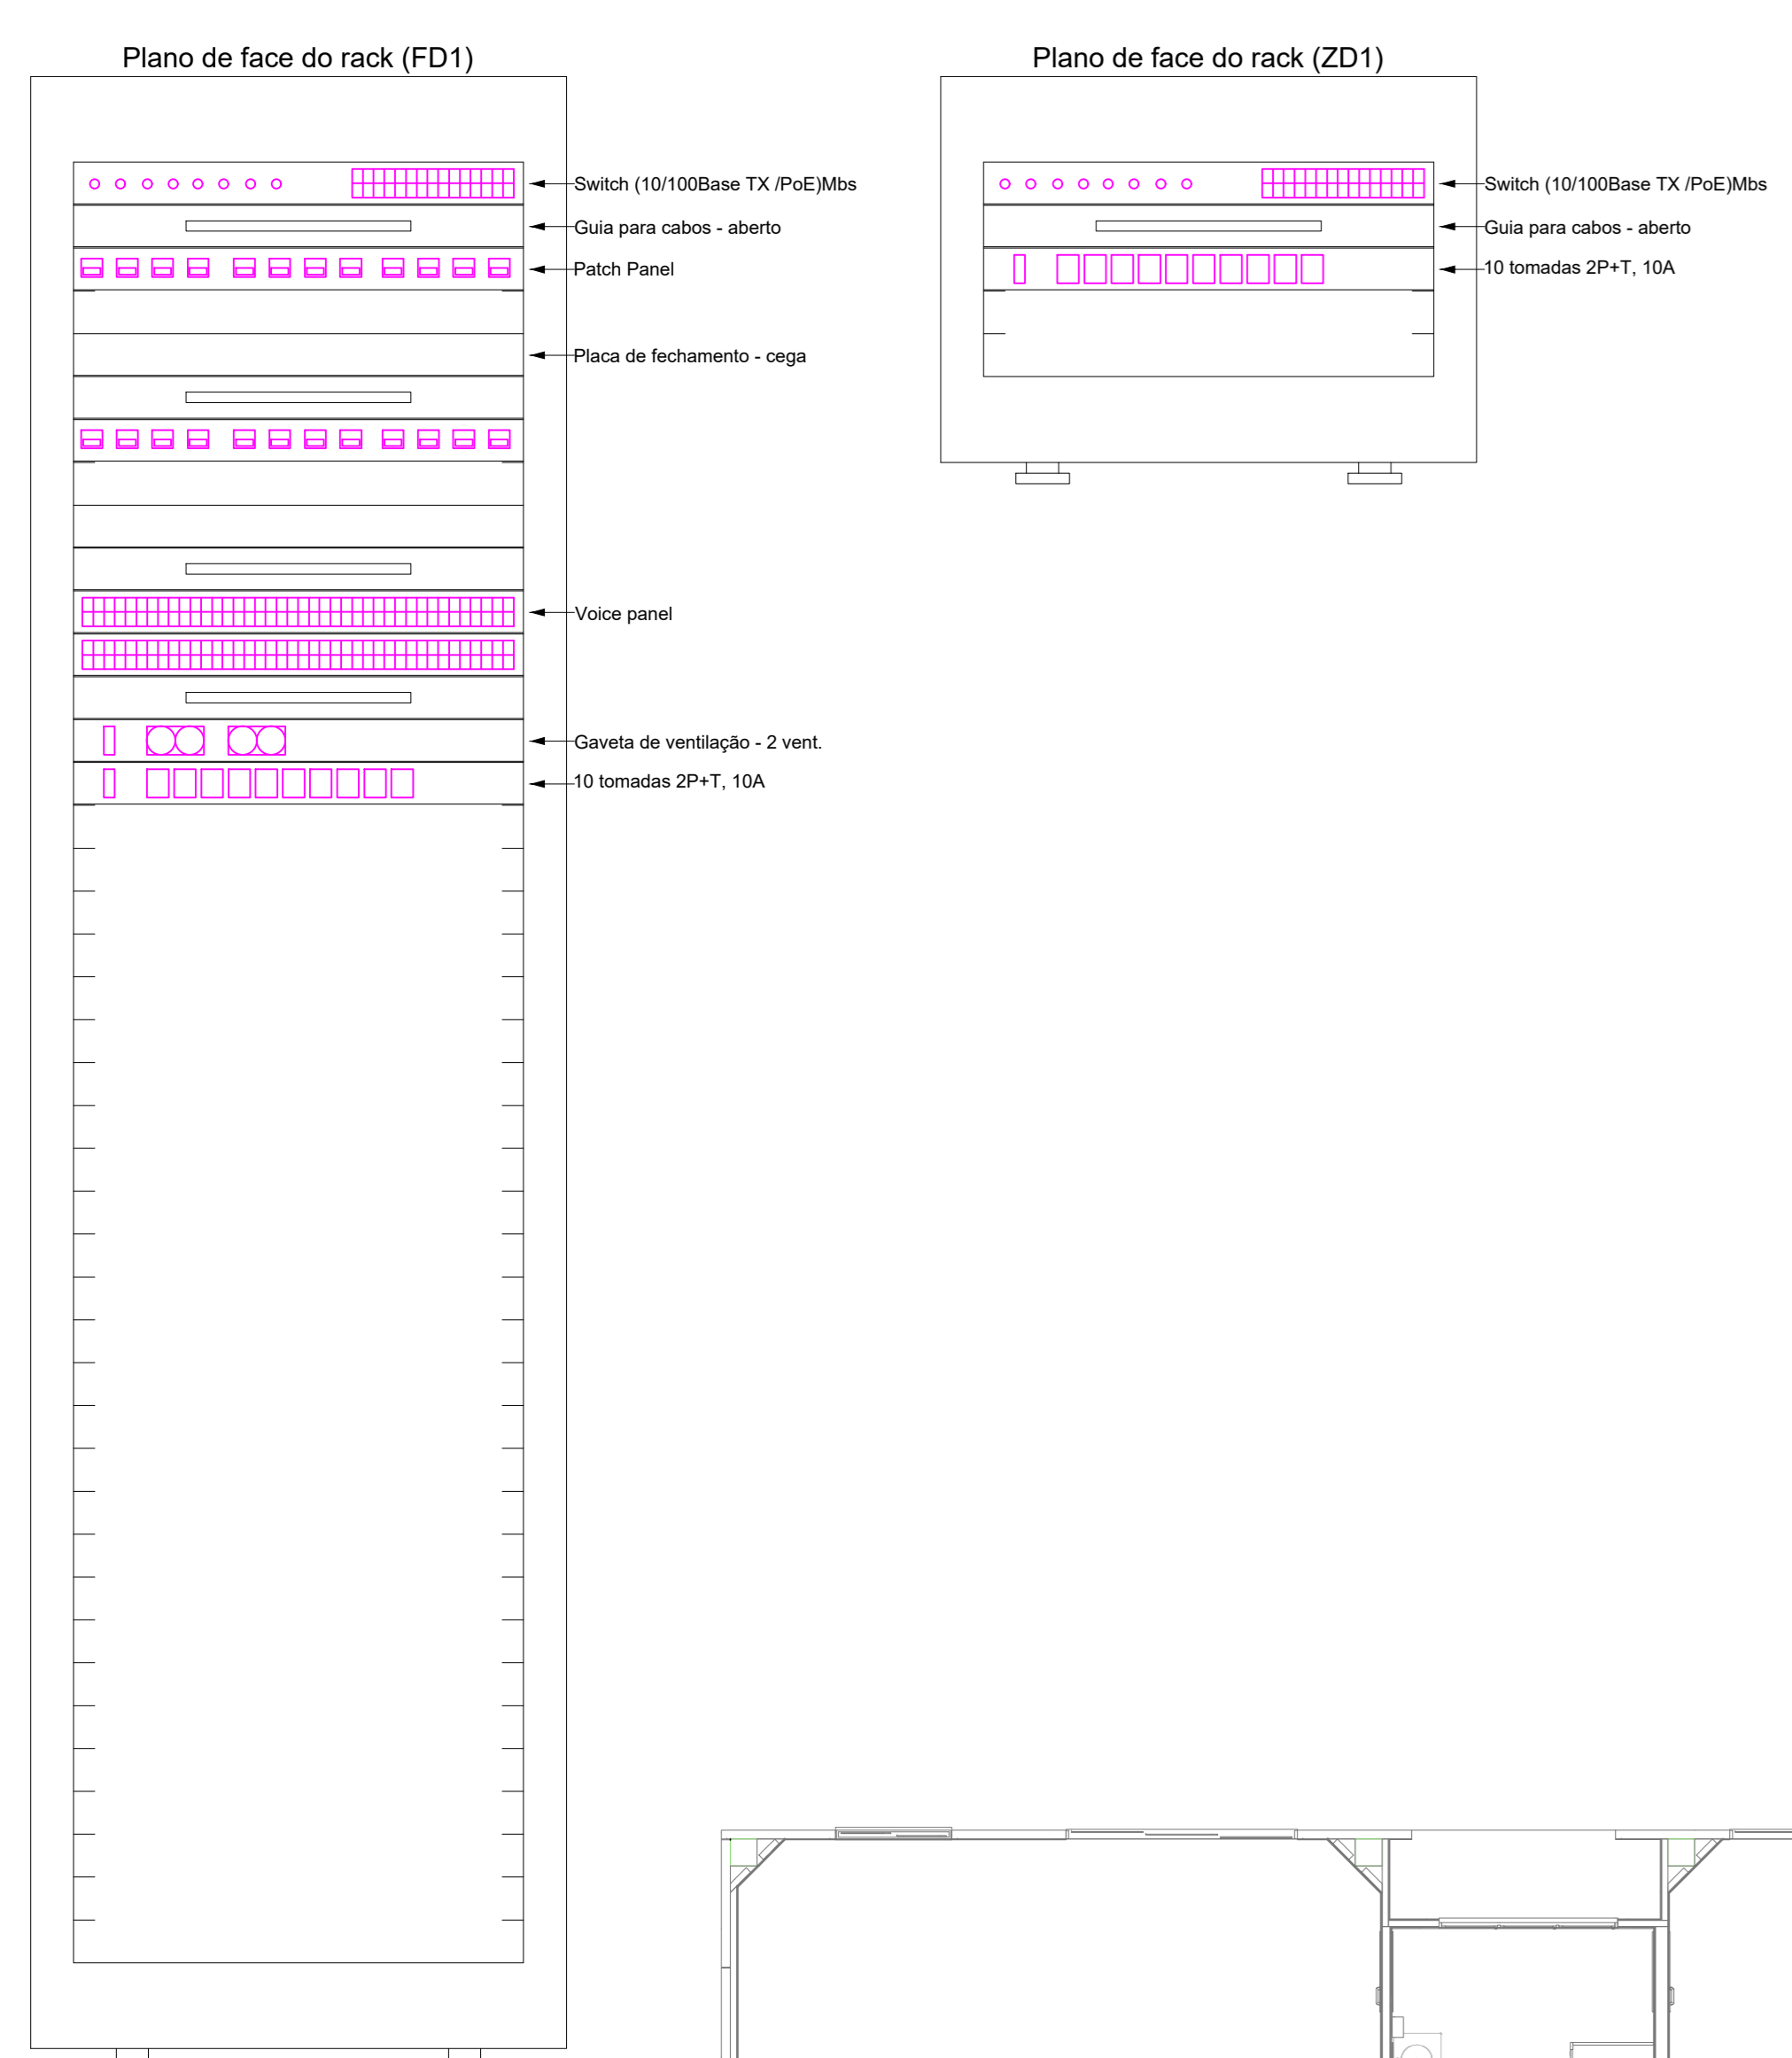 Plano de face do rack (FD1)
Switch (10/100Base TX /PoE)Mbs
Guia para cabos - aberto
Patch Panel
Placa de fechamento - cega
Voice panel
Gaveta de ventilação - 2 vent.
10 tomadas 2P+T, 10A
Plano de face do rack (ZD1)
Switch (10/100Base TX /PoE)Mbs
Guia para cabos - aberto
10 tomadas 2P+T, 10A